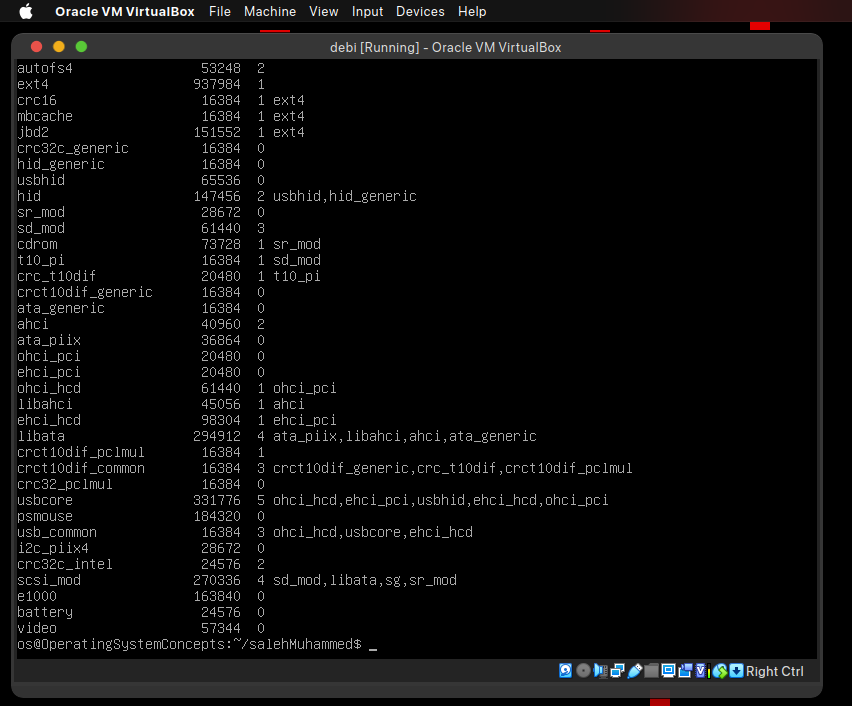 Oracle VM VirtualBox File Machine View Input Devices Help
debi [Running] - Oracle VM VirtualBox
autofs4 53248 2
ext4 937984 1
crc16 16384 1 ext4
mbcache 16384 1 ext4
jbd2 151552 1 ext4
crc32c_generic 16384 0
hid_generic 16384 0
usbhid 65536 0
hid 147456 2 usbhid,hid_generic
sr_mod 28672 0
sd_mod 61440 3
cdrom 73728 1 sr_mod
t10_pi 16384 1 sd_mod
crc_t10dif 20480 1 t10_pi
crct10dif_generic 16384 0
ata_generic 16384 0
ahci 40960 2
ata_piix 36864 0
ohci_pci 20480 0
ehci_pci 20480 0
ohci_hcd 61440 1 ohci_pci
libahci 45056 1 ahci
ehci_hcd 98304 1 ehci_pci
libata 294912 4 ata_piix,libahci,ahci,ata_generic
crct10dif_pclmul 16384 1
crct10dif_common 16384 3 crct10dif_generic,crc_t10dif,crct10dif_pclmul
crc32_pclmul 16384 0
usbcore 331776 5 ohci_hcd,ehci_pci,usbhid,ehci_hcd,ohci_pci
psmouse 184320 0
usb_common 16384 3 ohci_hcd,usbcore,ehci_hcd
i2c_piix4 28672 0
crc32c_intel 24576 2
scsi_mod 270336 4 sd_mod,libata,sg,sr_mod
e1000 163840 0
battery 24576 0
video 57344 0
os@OperatingSystemConcepts:~/salehMuhammed$ _
Right Ctrl